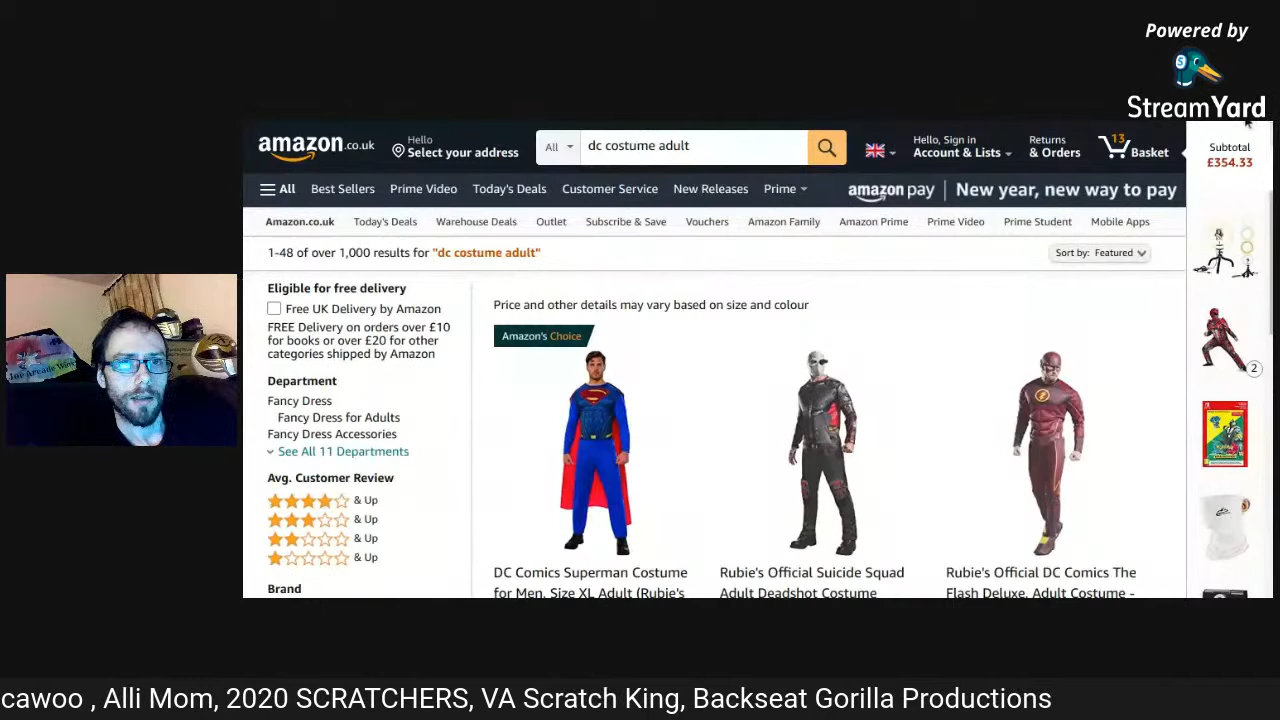 Powered by
StreamYard
amazon.co.uk
Hello
Select your address
All
dc costume adult
Hello, Sign in
Account & Lists
Returns
& Orders
13
Basket
Subtotal
£354.33
All
Best Sellers
Prime Video
Today's Deals
Customer Service
New Releases
Prime
amazon pay
New year, new way to pay
Amazon.co.uk
Today's Deals
Warehouse Deals
Outlet
Subscribe & Save
Vouchers
Amazon Family
Amazon Prime
Prime Video
Prime Student
Mobile Apps
1-48 of over 1,000 results for "dc costume adult"
Sort by: Featured
Eligible for free delivery
Free UK Delivery by Amazon
FREE Delivery on orders over £10
for books or over £20 for other
categories shipped by Amazon
Department
Fancy Dress
Fancy Dress for Adults
Fancy Dress Accessories
See All 11 Departments
Avg. Customer Review
& Up
& Up
& Up
& Up
Brand
Price and other details may vary based on size and colour
Amazon's Choice
DC Comics Superman Costume
for Men, Size XL Adult (Rubie's
Rubie's Official Suicide Squad
Adult Deadshot Costume
Rubie's Official DC Comics The
Flash Deluxe, Adult Costume -
2
Joe Arcade Wine
cawoo , Alli Mom, 2020 SCRATCHERS, VA Scratch King, Backseat Gorilla Productions